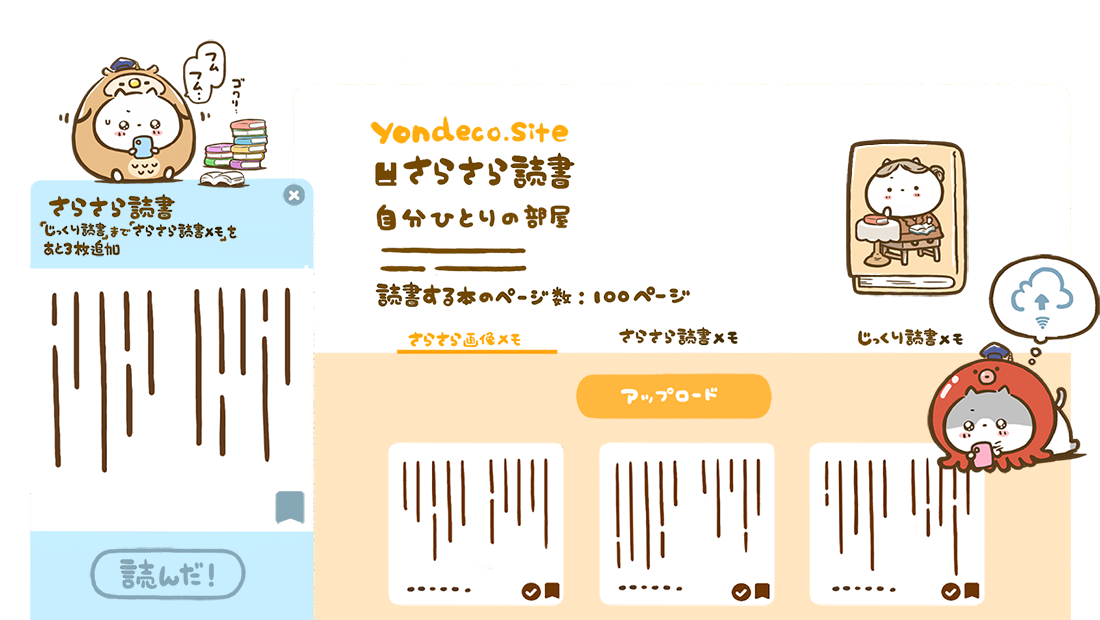 フム
フム…
ゴクリ…
さらさら読書
『じっくり読書』まで『さらさら読書メモ』を
あと3枚追加
読んだ!
yondeco.site
さらさら読書
自分ひとりの部屋
読書する本のページ数:100ページ
さらさら画像メモ
さらさら読書メモ
じっくり読書メモ
アップロード